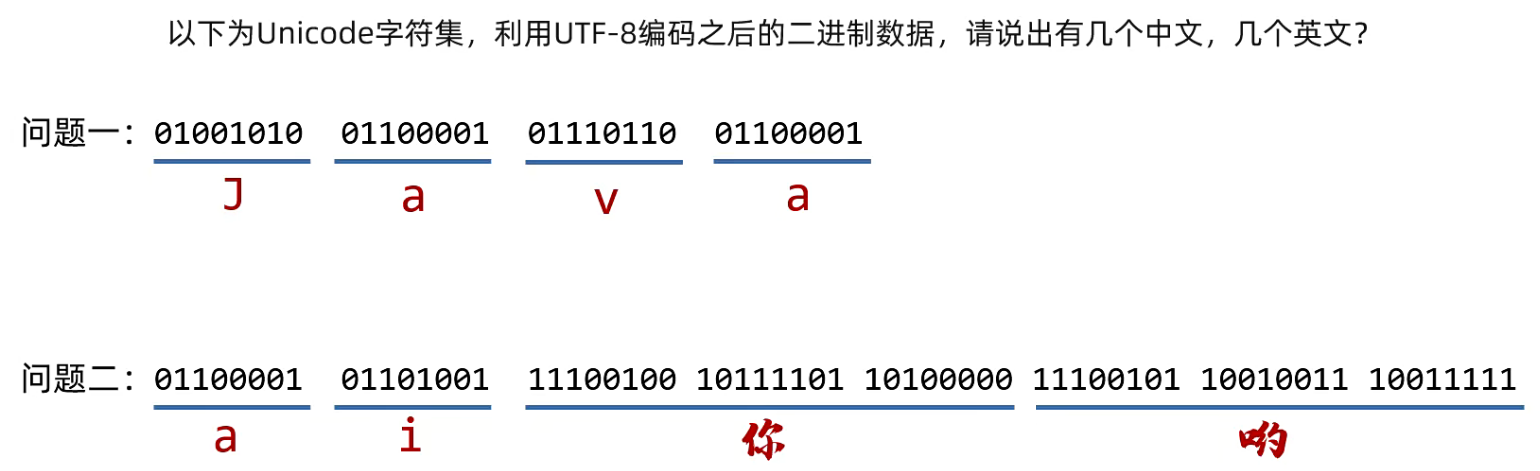 以下为Unicode字符集，利用UTF-8编码之后的二进制数据，请说出有几个中文，几个英文？
问题一：01001010 01100001 01110110 01100001
J a v a
问题二：01100001 01101001 11100100 10111101 10100000 11100101 10010011 10011111
a i 你 哟